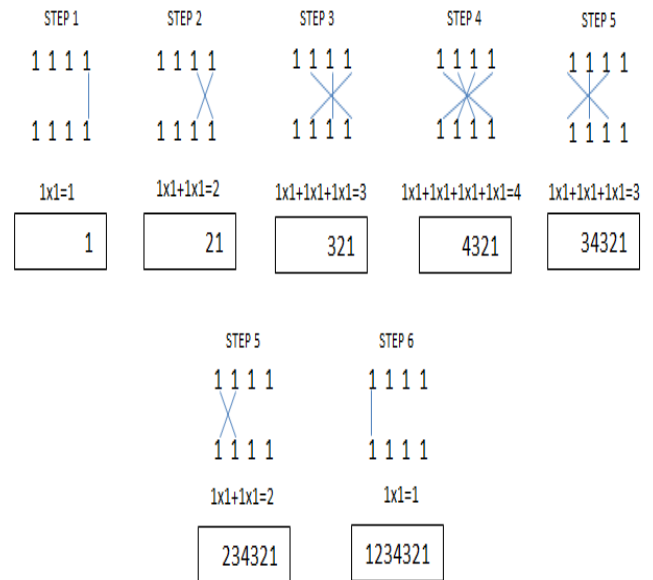 STEP 1 STEP 2 STEP 3 STEP 4 STEP 5
1 1 1 1 1 1 1 1 1 1 1 1 1 1 1 1 1 1 1 1
1 1 1 1 1 1 1 1 1 1 1 1 1 1 1 1 1 1 1 1
1x1=1 1x1+1x1=2 1x1+1x1+1x1=3 1x1+1x1+1x1+1x1=4 1x1+1x1+1x1=3
1 21 321 4321 34321
STEP 5 STEP 6
1 1 1 1 1 1 1 1
1 1 1 1 1 1 1 1
1x1+1x1=2 1x1=1
234321 1234321